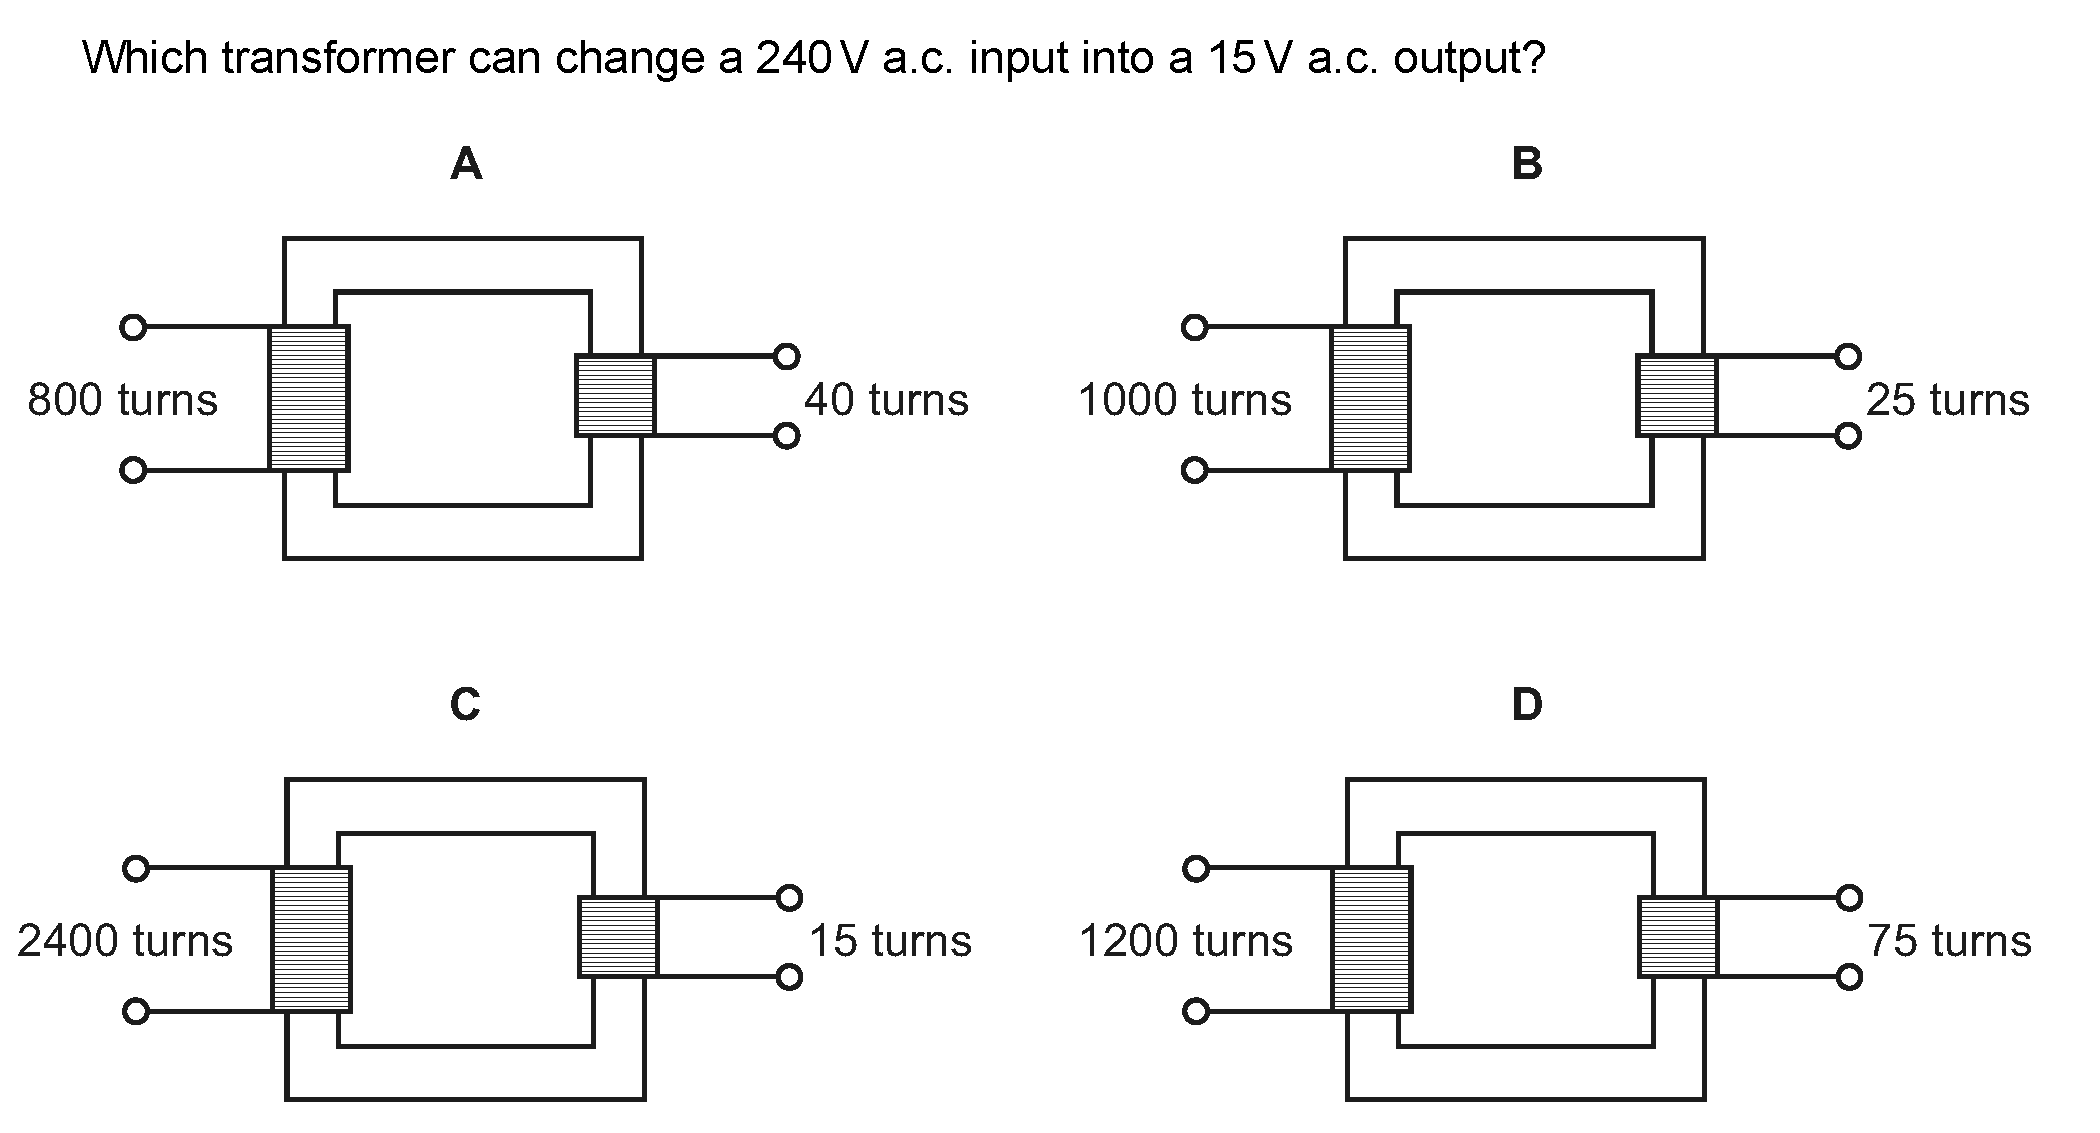 Which transformer can change a 240 V a.c. input into a 15 V a.c. output?
A
B
800 turns
40 turns
1000 turns
25 turns
C
D
2400 turns
15 turns
1200 turns
75 turns